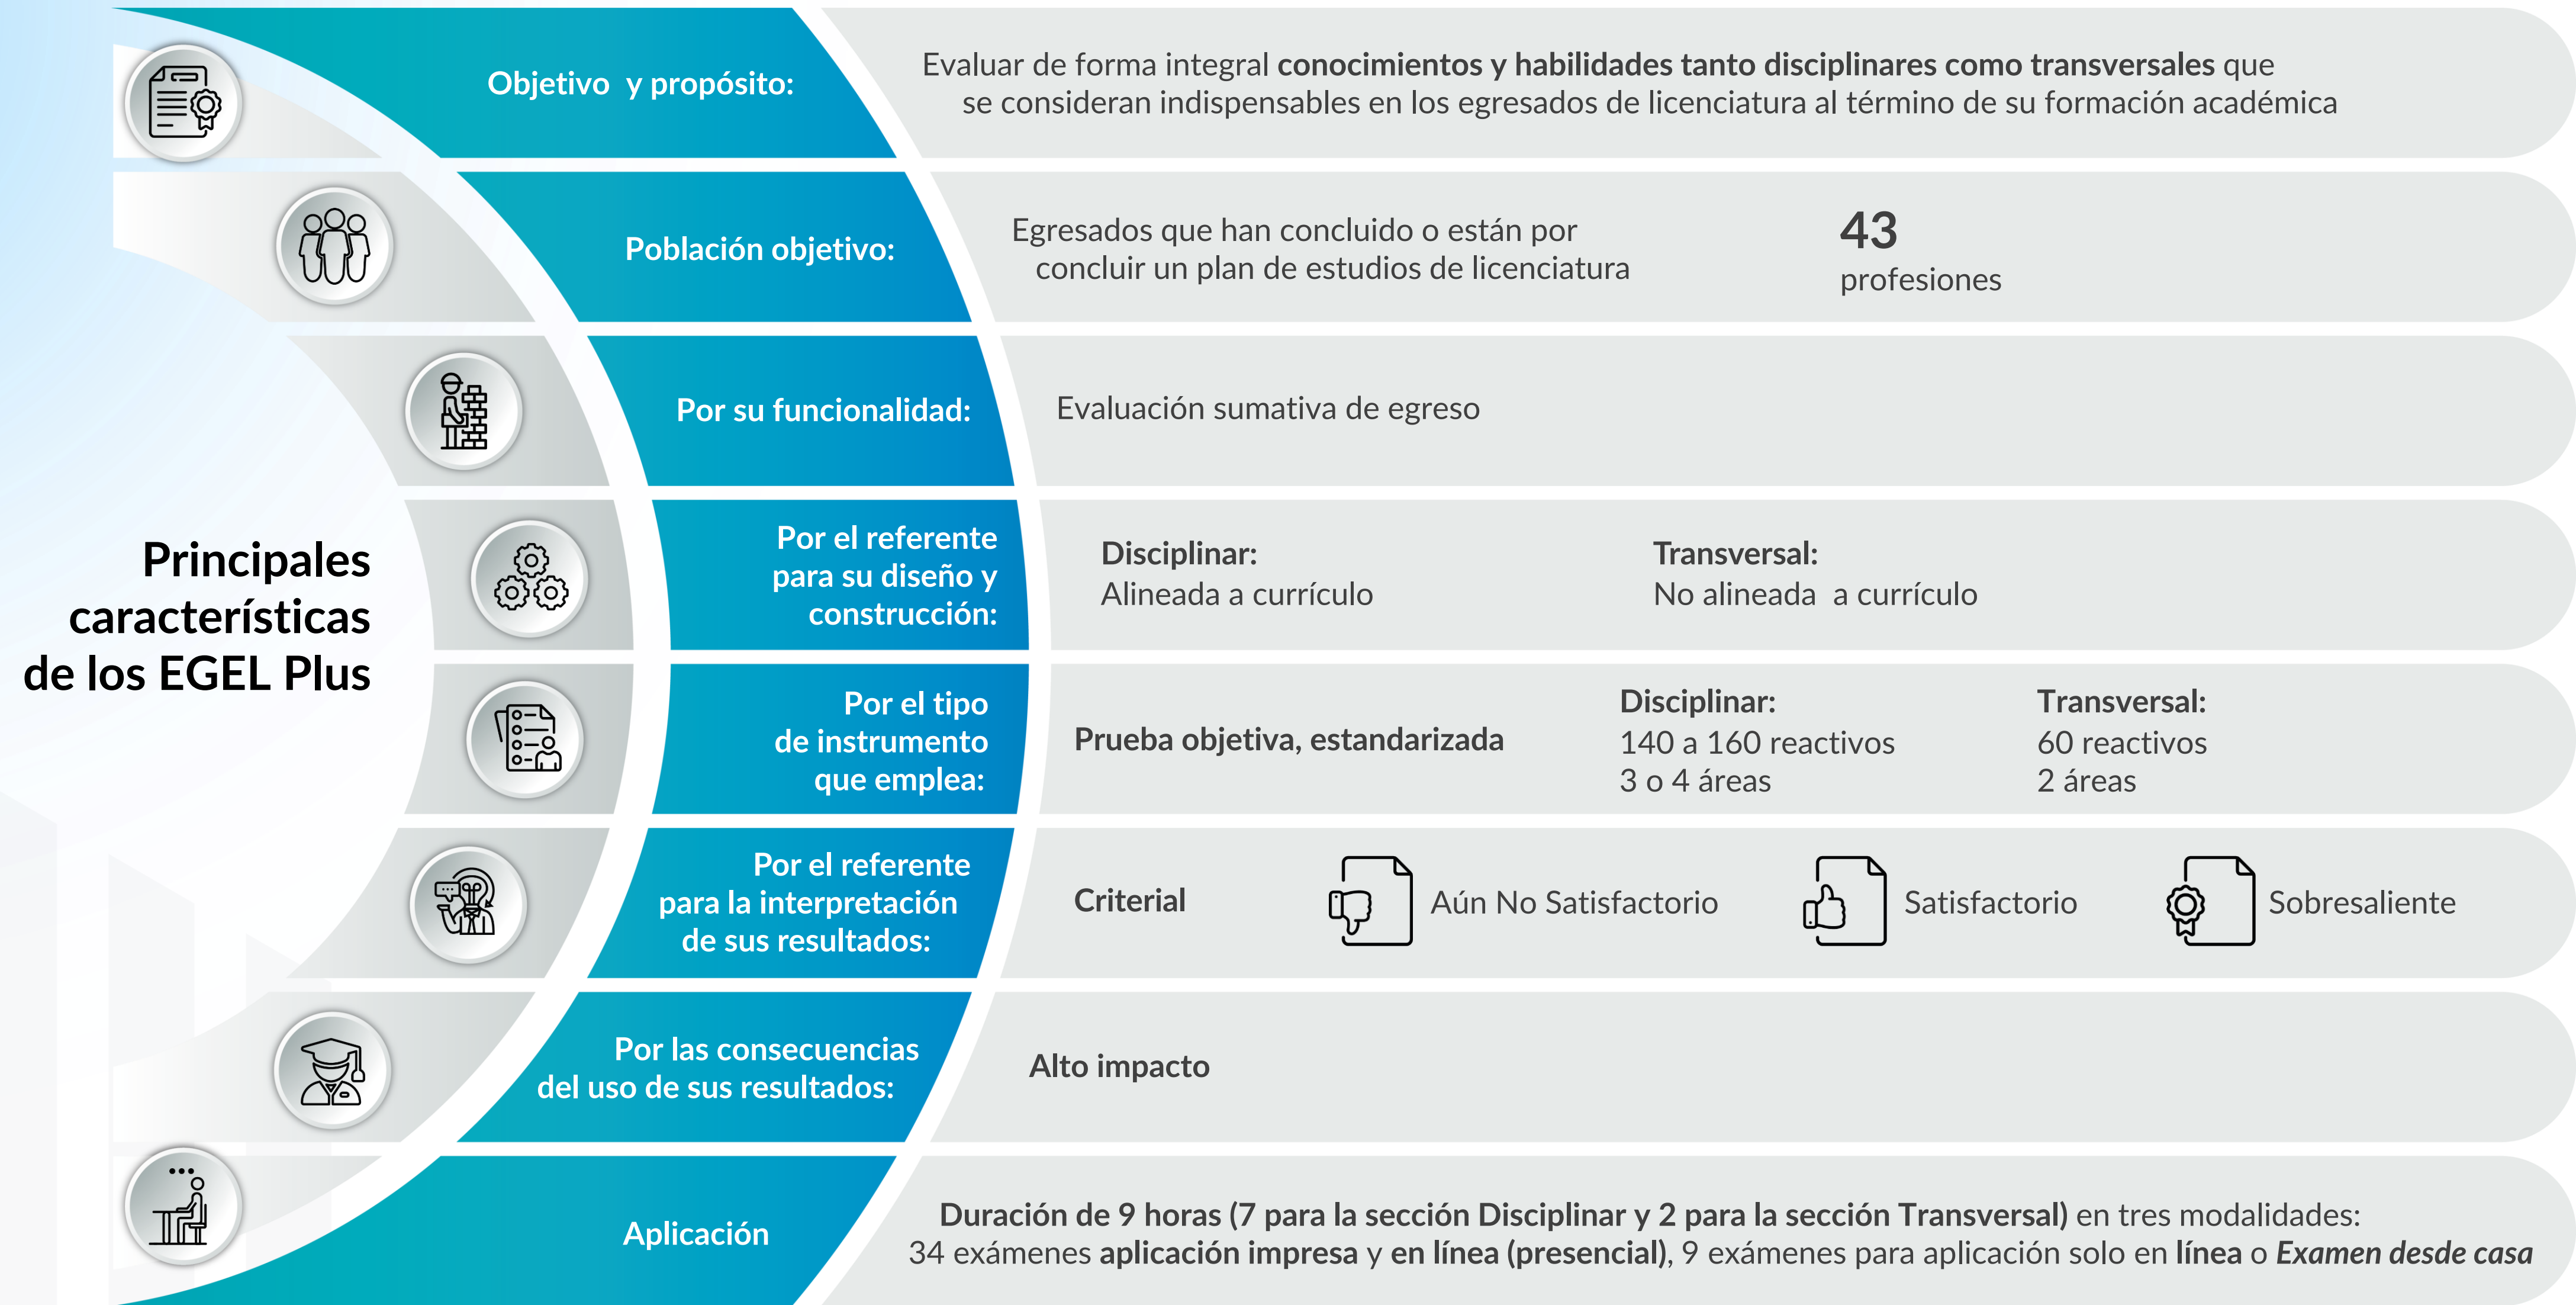 Principales
características
de los EGEL Plus
Objetivo  y propósito:
Evaluar de forma integral conocimientos y habilidades tanto disciplinares como transversales que
se consideran indispensables en los egresados de licenciatura al término de su formación académica
Población objetivo:
Egresados que han concluido o están por
concluir un plan de estudios de licenciatura
43
profesiones
Por su funcionalidad:
Evaluación sumativa de egreso
Por el referente
para su diseño y
construcción:
Disciplinar:
Alineada a currículo
Transversal:
No alineada  a currículo
Por el tipo
de instrumento
que emplea:
Prueba objetiva, estandarizada
Disciplinar:
140 a 160 reactivos
3 o 4 áreas
Transversal:
60 reactivos
2 áreas
Por el referente
para la interpretación
de sus resultados:
Criterial
Aún No Satisfactorio
Satisfactorio
Sobresaliente
Por las consecuencias
del uso de sus resultados:
Alto impacto
Aplicación
Duración de 9 horas (7 para la sección Disciplinar y 2 para la sección Transversal) en tres modalidades:
34 exámenes aplicación impresa y en línea (presencial), 9 exámenes para aplicación solo en línea o Examen desde casa